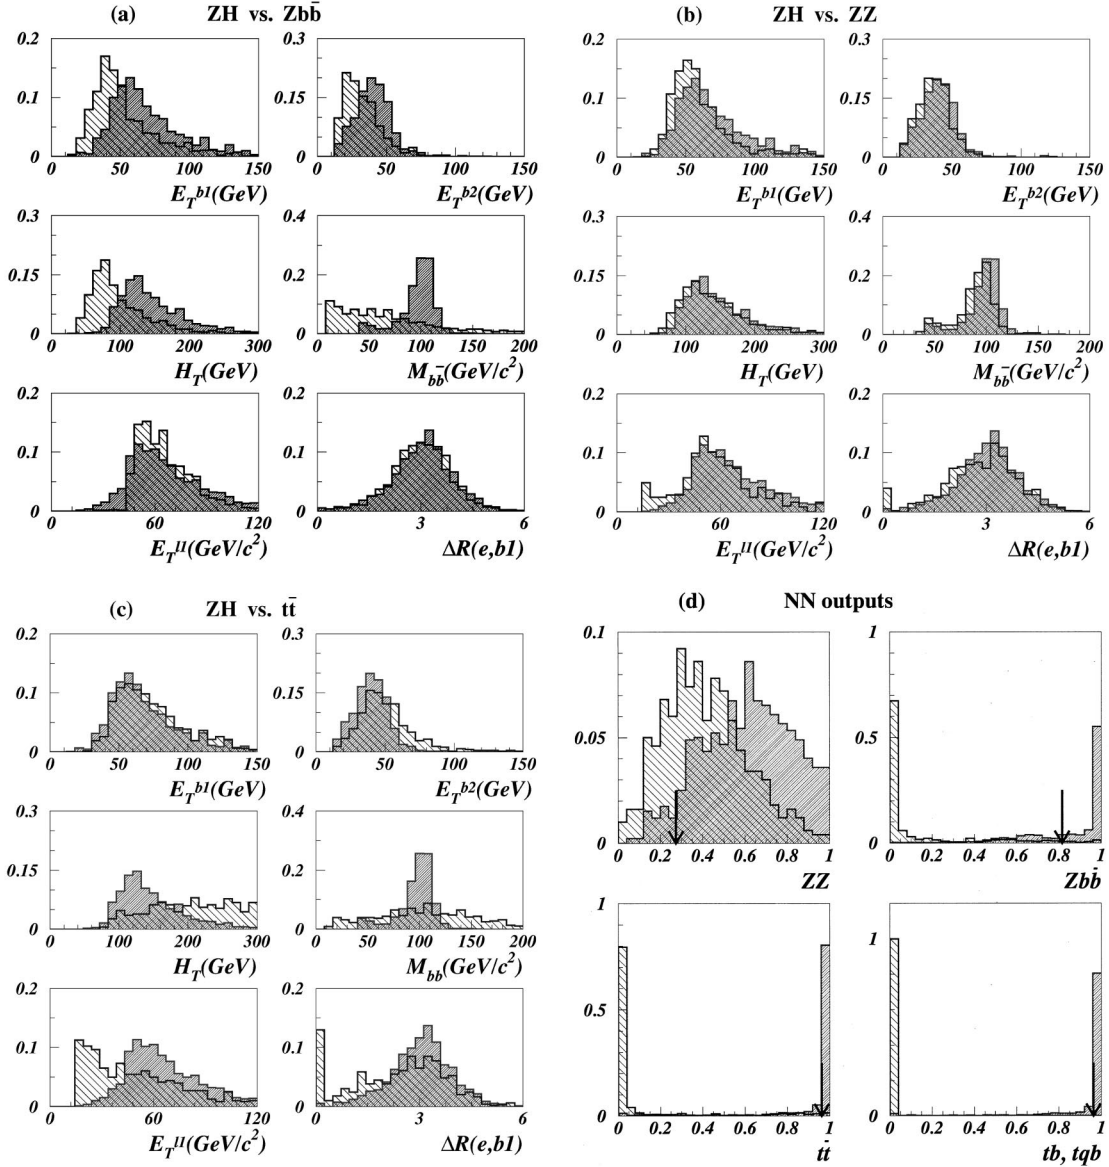 (a) ZH vs. Zbb̄
(b) ZH vs. ZZ
0.2 0.3 0.2 0.3
0.1 0.15 0.1 0.15
0 0 0 0
0 50 100 150 0 50 100 150 0 50 100 150 0 50 100 150
E_T^b1(GeV) E_T^b2(GeV) E_T^b1(GeV) E_T^b2(GeV)
0.3 0.4 0.3 0.4
0.15 0.2 0.15 0.2
0 0 0 0
0 100 200 300 0 50 100 150 200 0 100 200 300 0 100 200
H_T(GeV) M_bb̄(GeV/c²) H_T(GeV) M_bb̄(GeV/c²)
0.2 0.2 0.2 0.2
0.1 0.1 0.1 0.1
0 0 0 0
0 60 120 0 3 6 0 60 120 0 3 6
E_T^ll(GeV/c²) ΔR(e,b1) E_T^ll(GeV/c²) ΔR(e,b1)
(c) ZH vs. tt̄
0.2 0.3
0.1 0.15
0 0
0 50 100 150 0 50 100 150
E_T^b1(GeV) E_T^b2(GeV)
0.3 0.4
0.15 0.2
0 0
0 100 200 300 0 50 100 150 200
H_T(GeV) M_bb(GeV/c²)
0.2 0.2
0.1 0.1
0 0
0 60 120 0 3 6
E_T^ll(GeV/c²) ΔR(e,b1)
(d) NN outputs
0.1 1
0.05 0.5
0 0
0 0.2 0.4 0.6 0.8 1 0 0.2 0.4 0.6 0.8 1
ZZ Zbb̄
1
1
0.5
0 0
0 0.2 0.4 0.6 0.8 1 0 0.2 0.4 0.6 0.8 1
tt̄ tb, tqb